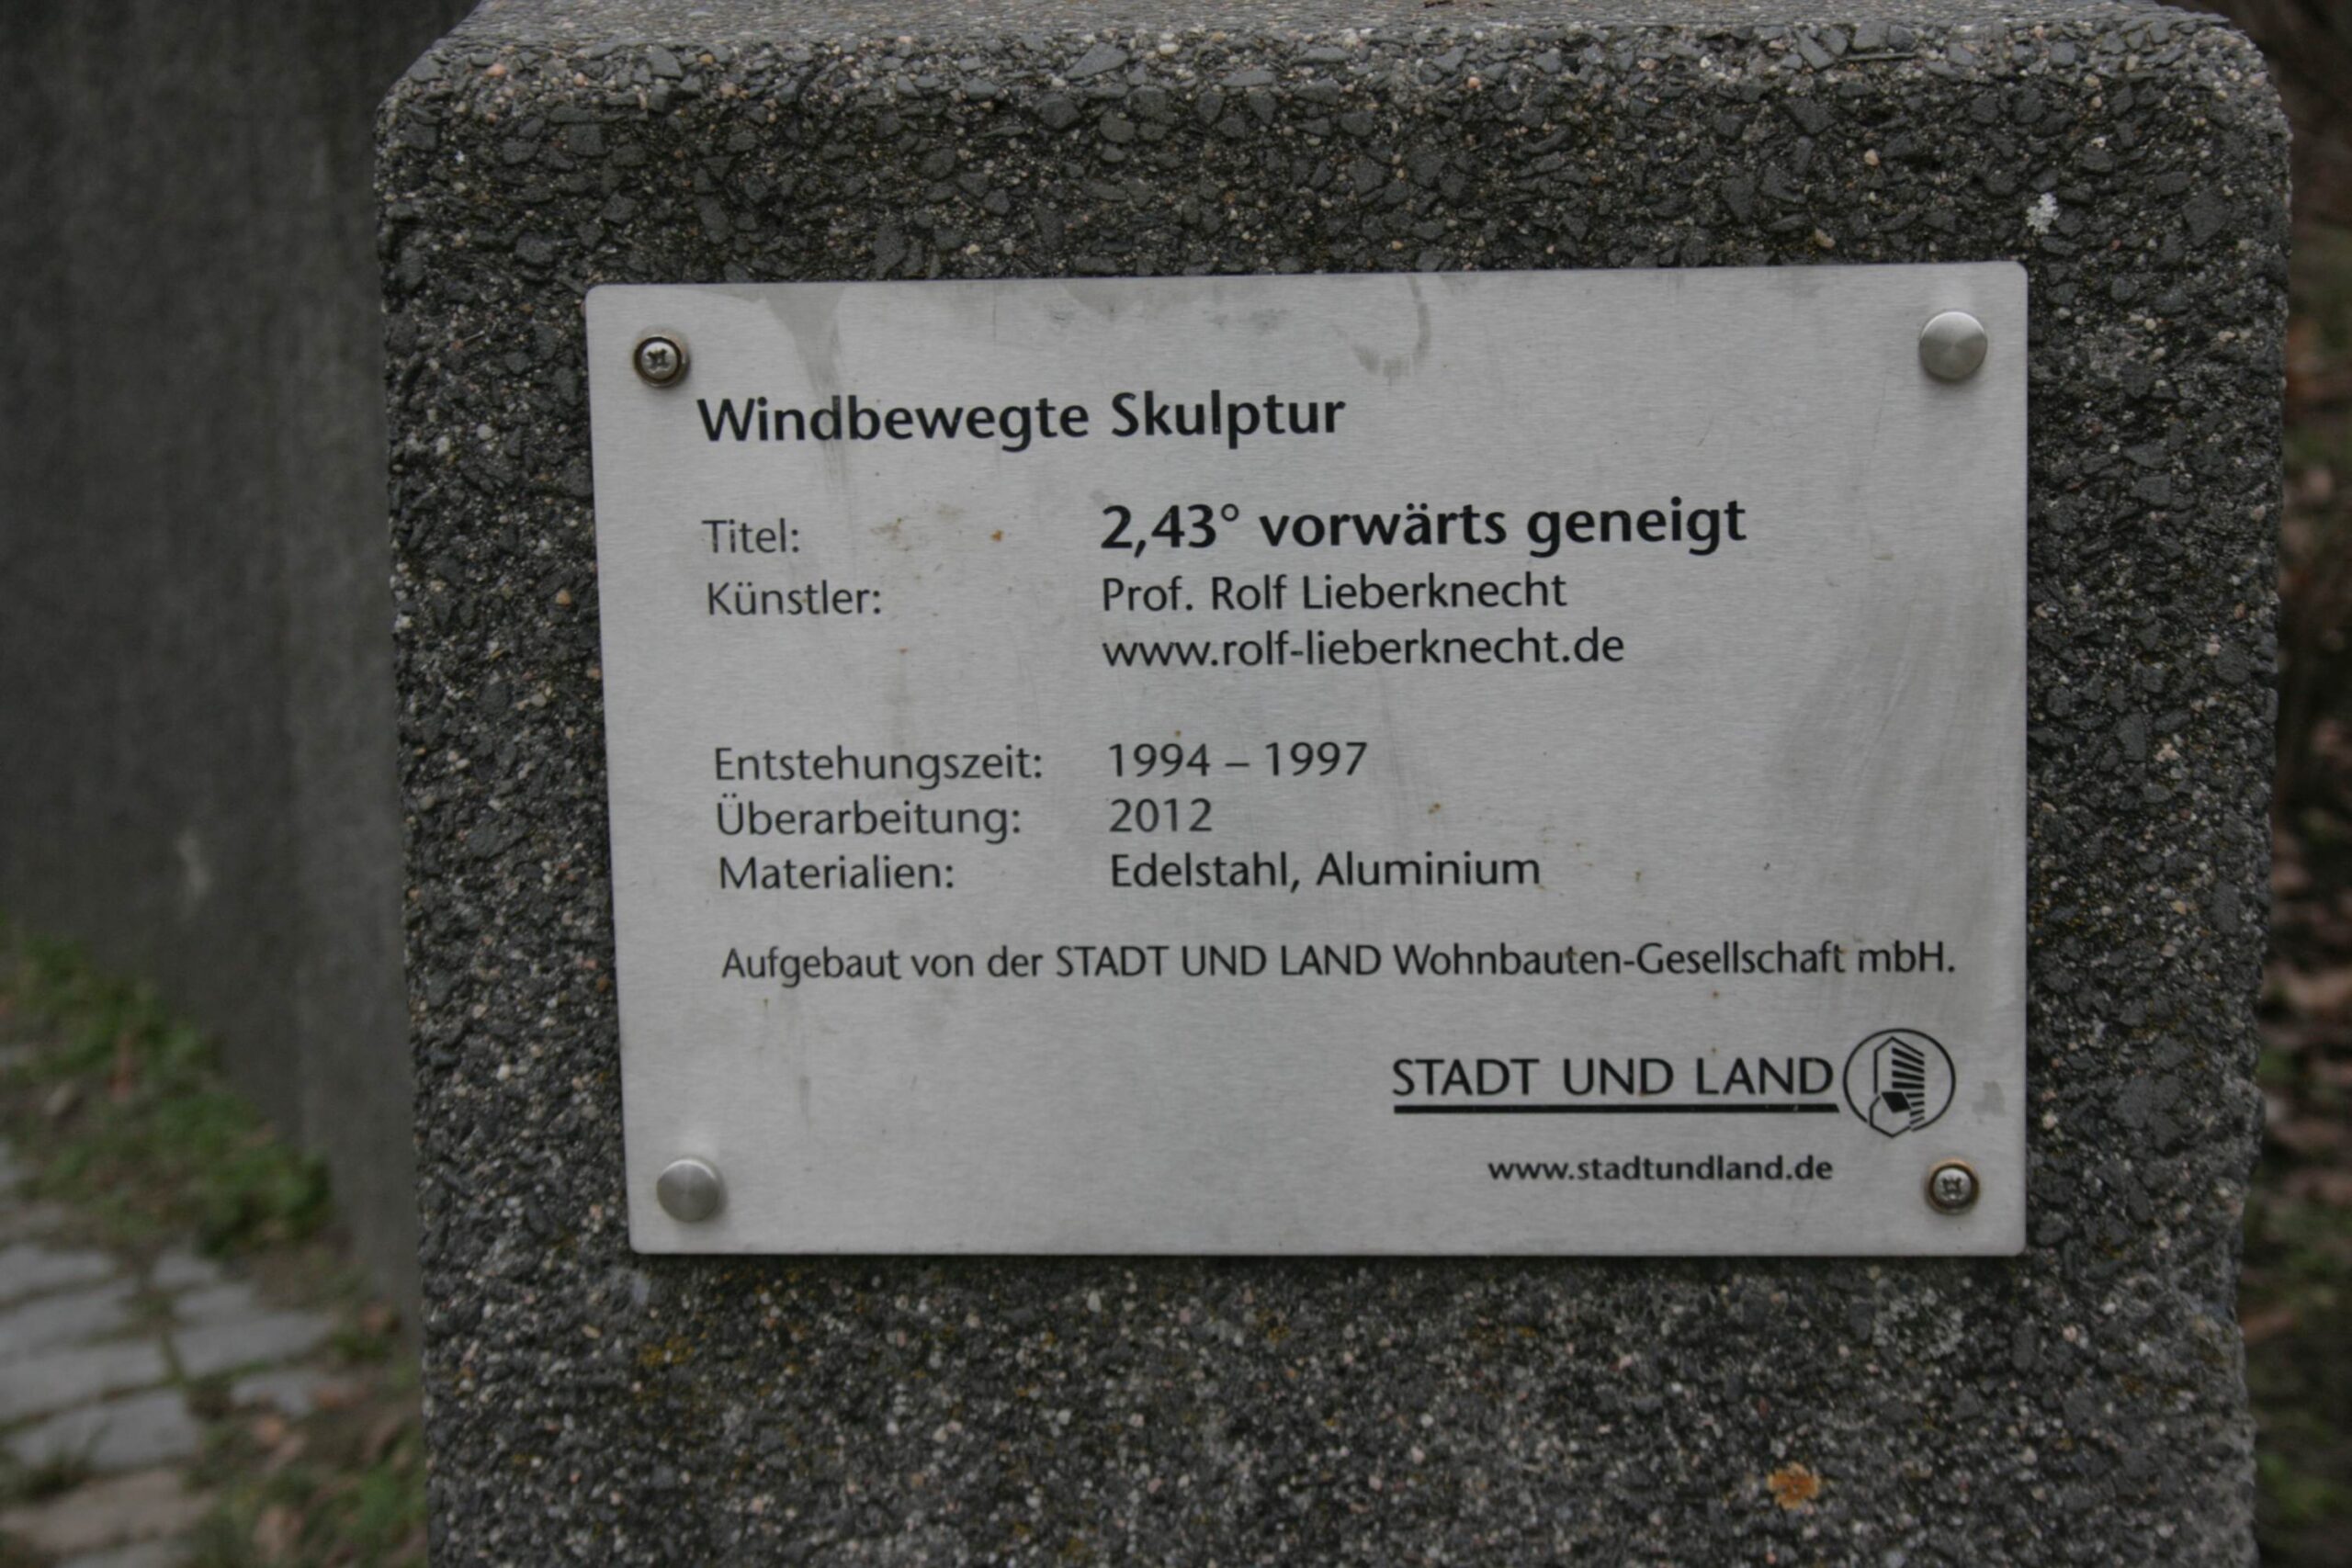 Windbewegte Skulptur
Titel: 2,43° vorwärts geneigt
Künstler: Prof. Rolf Lieberknecht
www.rolf-lieberknecht.de
Entstehungszeit: 1994 – 1997
Überarbeitung: 2012
Materialien: Edelstahl, Aluminium
Aufgebaut von der STADT UND LAND Wohnbauten-Gesellschaft mbH.
STADT UND LAND
www.stadtundland.de